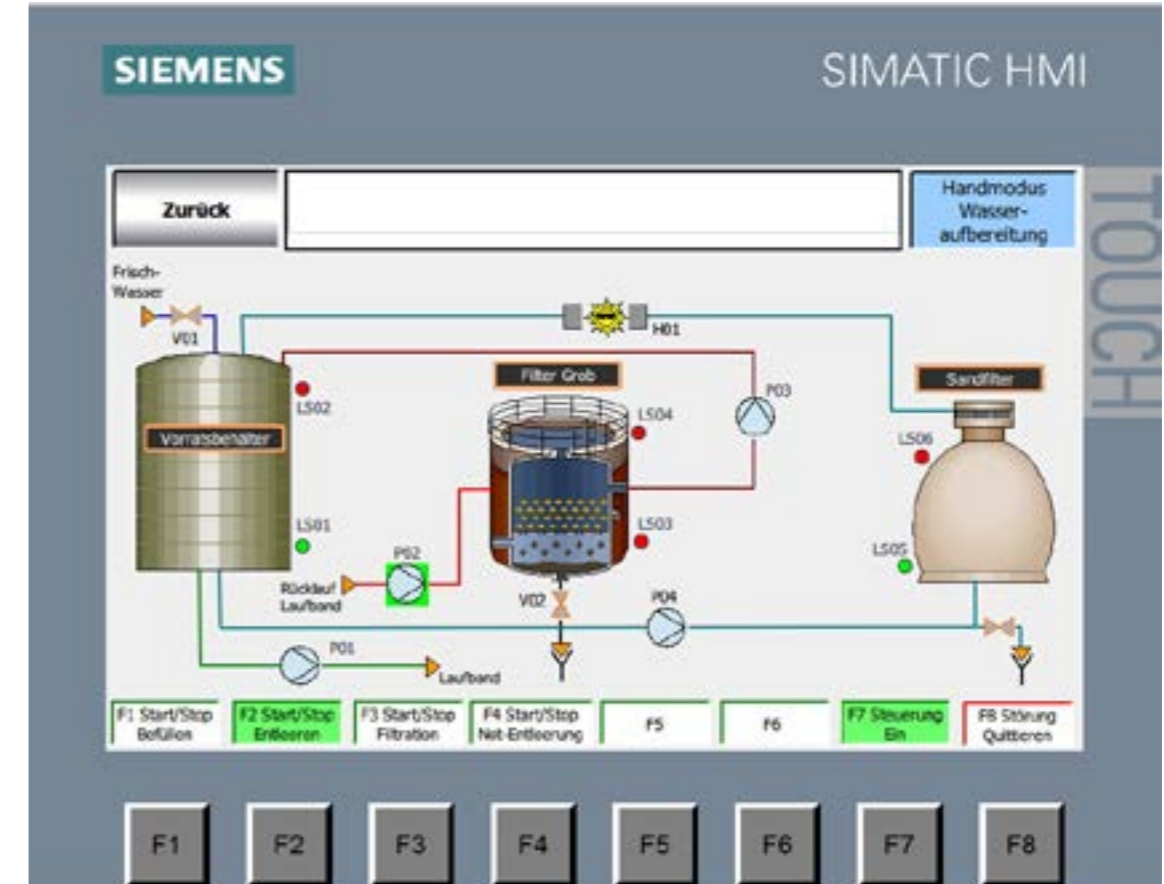 SIEMENS
SIMATIC HMI
TOUCH
Zurück
Handmodus
Wasser-
aufbereitung
Frisch-
Wasser
V01
H01
LS02
Filter Grob
P03
Sandfilter
LS04
Vorratsbehälter
LS06
LS01
LS03
P02
LS05
Rücklauf
Laufband
V02
P04
P01
Laufband
F1 Start/Stop
Befüllen
F2 Start/Stop
Entleeren
F3 Start/Stop
Filtration
F4 Start/Stop
Not-Entleerung
F5
F6
F7 Steuerung
Ein
F8 Störung
Quittieren
F1
F2
F3
F4
F5
F6
F7
F8